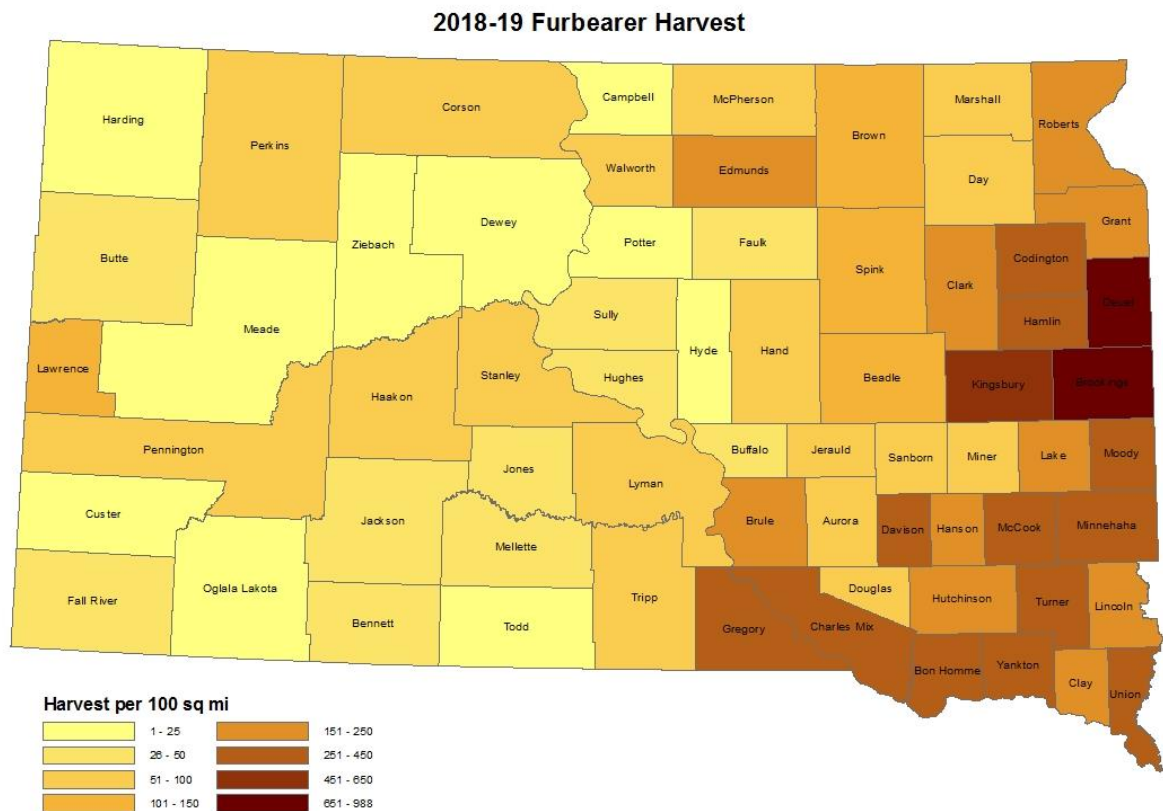 2018-19 Furbearer Harvest
Harding
Perkins
Corson
Campbell
McPherson
Brown
Marshall
Roberts
Walworth
Edmunds
Day
Butte
Ziebach
Dewey
Potter
Faulk
Spink
Clark
Codington
Grant
Deuel
Hamlin
Lawrence
Meade
Sully
Hyde
Hand
Hughes
Stanley
Haakon
Beadle
Kingsbury
Brookings
Pennington
Jones
Lyman
Buffalo
Jerauld
Sanborn
Miner
Lake
Moody
Custer
Jackson
Mellette
Brule
Aurora
Davison
Hanson
McCook
Minnehaha
Fall River
Oglala Lakota
Bennett
Todd
Tripp
Gregory
Charles Mix
Douglas
Hutchinson
Turner
Lincoln
Bon Homme
Yankton
Clay
Union
Harvest per 100 sq mi
1 - 25
26 - 50
51 - 100
101 - 150
151 - 250
251 - 450
451 - 650
651 - 988